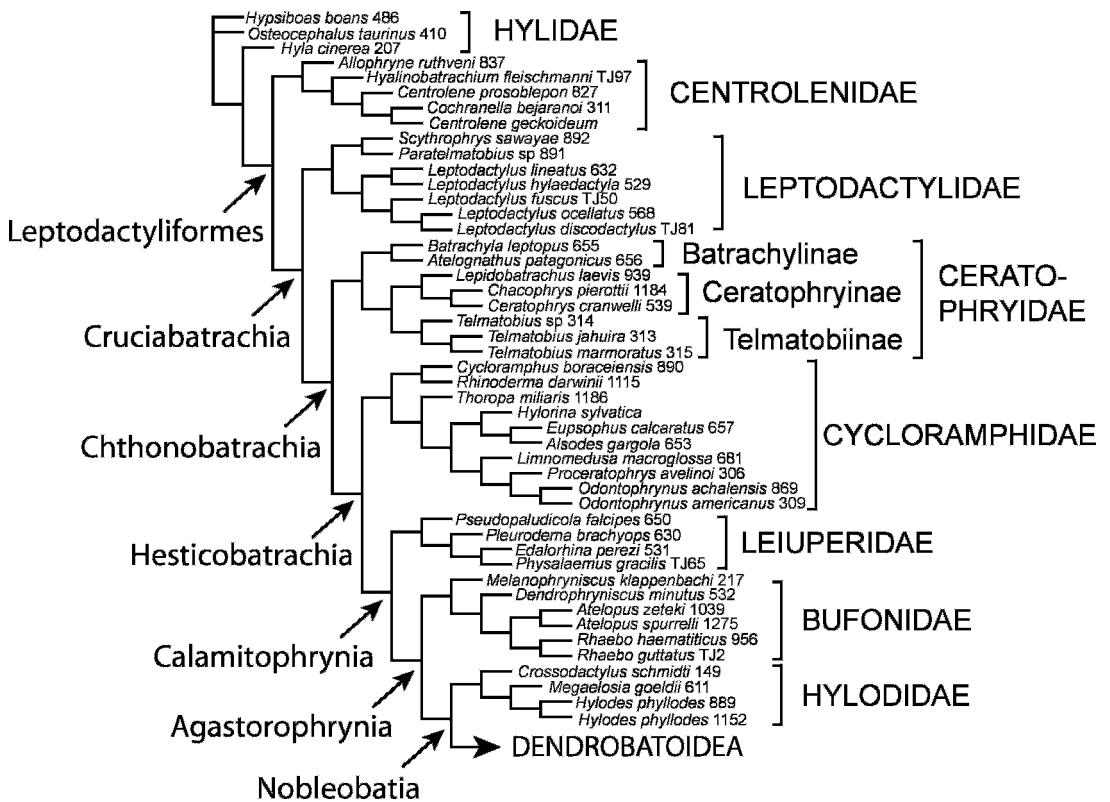 Hypsiboas boans 486
Osteocephalus taurinus 410
Hyla cinerea 207
HYLIDAE
Allophryne ruthveni 837
Hyalinobatrachium fleischmanni TJ97
Centrolene prosoblepon 827
Cochranella bejaranoi 311
Centrolene geckoideum
CENTROLENIDAE
Scythrophrys sawayae 892
Paratelmatobius sp 891
Leptodactylus lineatus 632
Leptodactylus hylaedactyla 529
Leptodactylus fuscus TJ50
Leptodactylus ocellatus 568
Leptodactylus discodactylus TJ81
LEPTODACTYLIDAE
Leptodactyliformes
Batrachyla leptopus 655
Atelognathus patagonicus 656
Batrachylinae
Lepidobatrachus laevis 939
Chacophrys pierottii 1184
Ceratophrys cranwelli 539
Ceratophryinae
Telmatobius sp 314
Telmatobius jahuira 313
Telmatobius marmoratus 315
Telmatobiinae
CERATO-
PHRYIDAE
Cruciabatrachia
Cycloramphus boraceiensis 890
Rhinoderma darwinii 1115
Thoropa miliaris 1186
Hylorina sylvatica
Eupsophus calcaratus 657
Alsodes gargola 653
Limnomedusa macroglossa 681
Proceratophrys avelinoi 306
Odontophrynus achalensis 869
Odontophrynus americanus 309
CYCLORAMPHIDAE
Chthonobatrachia
Pseudopaludicola falcipes 650
Pleurodema brachyops 630
Edalorhina perezi 531
Physalaemus gracilis TJ65
LEIUPERIDAE
Hesticobatrachia
Melanophryniscus klappenbachi 217
Dendrophryniscus minutus 532
Atelopus zeteki 1039
Atelopus spurrelli 1275
Rhaebo haematiticus 956
Rhaebo guttatus TJ2
BUFONIDAE
Calamitophrynia
Crossodactylus schmidti 149
Megaelosia goeldii 611
Hylodes phyllodes 889
Hylodes phyllodes 1152
HYLODIDAE
Agastorophrynia
DENDROBATOIDEA
Nobleobatia